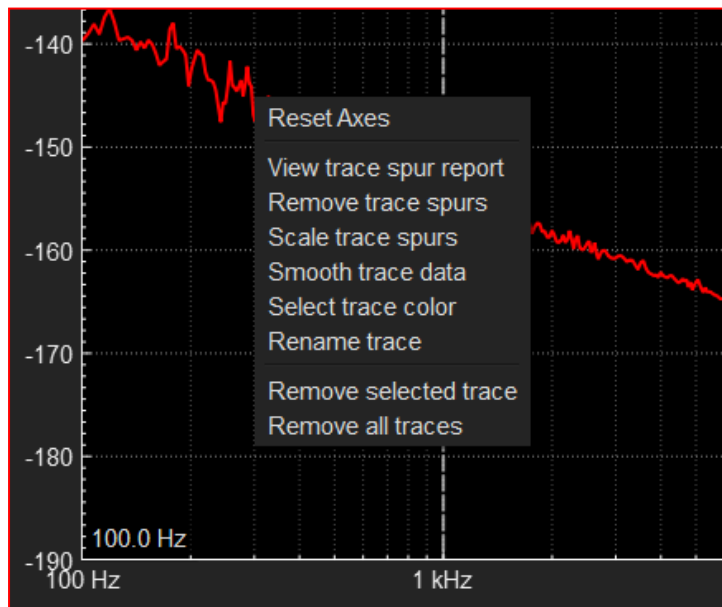 -140
-150
-160
-170
-180
-190
Reset Axes
View trace spur report
Remove trace spurs
Scale trace spurs
Smooth trace data
Select trace color
Rename trace
Remove selected trace
Remove all traces
100.0 Hz
100 Hz
1 kHz